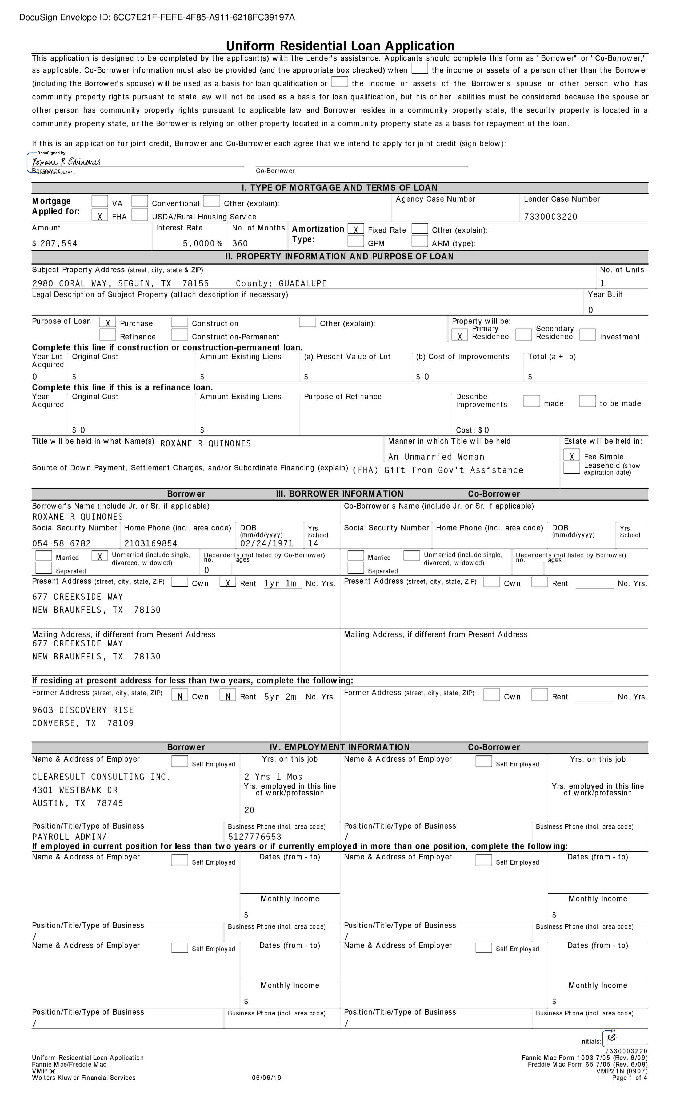 DocuSign Envelope ID: 6CC7E21F-FEFE-4F85-A911-6218FC39197A
Uniform Residential Loan Application
This application is designed to be completed by the applicant(s) with the Lender's assistance. Applicants should complete this form as "Borrower" or "Co-Borrower,"
as applicable. Co-Borrower information must also be provided (and the appropriate box checked) when the income or assets of a person other than the Borrower
(including the Borrower's spouse) will be used as a basis for loan qualification or the income or assets of the Borrower's spouse or other person who has
community property rights pursuant to state law will not be used as a basis for loan qualification, but his or her liabilities must be considered because the spouse or
other person has community property rights pursuant to applicable law and Borrower resides in a community property state, the security property is located in a
community property state, or the Borrower is relying on other property located in a community property state as a basis for repayment of the loan.
If this is an application for joint credit, Borrower and Co-Borrower each agree that we intend to apply for joint credit (sign below):
Roxane R Quinones
Borrower Co-Borrower
I. TYPE OF MORTGAGE AND TERMS OF LOAN
Mortgage Applied for: VA Conventional Other (explain): Agency Case Number Lender Case Number
X FHA USDA/Rural Housing Service 7330003220
Amount Interest Rate No. of Months Amortization Type: X Fixed Rate Other (explain):
$ 287,594 5.0000 % 360 GPM ARM (type):
II. PROPERTY INFORMATION AND PURPOSE OF LOAN
Subject Property Address (street, city, state & ZIP) No. of Units
2980 CORAL WAY, SEGUIN, TX 78155 County: GUADALUPE 1
Legal Description of Subject Property (attach description if necessary) Year Built
0
Purpose of Loan X Purchase Construction Other (explain): Property will be:
Refinance Construction-Permanent X Primary Residence Secondary Residence Investment
Complete this line if construction or construction-permanent loan.
Year Lot Acquired Original Cost Amount Existing Liens (a) Present Value of Lot (b) Cost of Improvements Total (a + b)
0 $ $ $ $ 0 $
Complete this line if this is a refinance loan.
Year Acquired Original Cost Amount Existing Liens Purpose of Refinance Describe Improvements made to be made
$ 0 $ Cost: $ 0
Title will be held in what Name(s) ROXANE R QUINONES Manner in which Title will be held Estate will be held in:
An Unmarried Woman X Fee Simple
Source of Down Payment, Settlement Charges, and/or Subordinate Financing (explain) (FHA) Gift from Gov't Assistance Leasehold (show expiration date)
Borrower III. BORROWER INFORMATION Co-Borrower
Borrower's Name (include Jr. or Sr. if applicable) Co-Borrower's Name (include Jr. or Sr. if applicable)
ROXANE R QUINONES
Social Security Number Home Phone (incl. area code) DOB (mm/dd/yyyy) Yrs. School Social Security Number Home Phone (incl. area code) DOB (mm/dd/yyyy) Yrs. School
054-58-6782 2103169854 02/24/1971 14
Married X Unmarried (include single, divorced, widowed) Dependents (not listed by Co-Borrower) no. ages Married Unmarried (include single, divorced, widowed) Dependents (not listed by Borrower) no. ages
Separated 0 Separated
Present Address (street, city, state, ZIP) Own X Rent 1yr 1m No. Yrs. Present Address (street, city, state, ZIP) Own Rent No. Yrs.
677 CREEKSIDE WAY
NEW BRAUNFELS, TX 78130
Mailing Address, if different from Present Address Mailing Address, if different from Present Address
677 CREEKSIDE WAY
NEW BRAUNFELS, TX 78130
If residing at present address for less than two years, complete the following:
Former Address (street, city, state, ZIP) N Own N Rent 5yr 2m No. Yrs. Former Address (street, city, state, ZIP) Own Rent No. Yrs.
9603 DISCOVERY RISE
CONVERSE, TX 78109
Borrower IV. EMPLOYMENT INFORMATION Co-Borrower
Name & Address of Employer Self Employed Yrs. on this job Name & Address of Employer Self Employed Yrs. on this job
CLEARESULT CONSULTING INC. 2 Yrs 1 Mos
4301 WESTBANK DR Yrs. employed in this line of work/profession Yrs. employed in this line of work/profession
AUSTIN, TX 78746 20
Position/Title/Type of Business Business Phone (incl. area code) Position/Title/Type of Business Business Phone (incl. area code)
PAYROLL ADMIN/ 5127776553 /
If employed in current position for less than two years or if currently employed in more than one position, complete the following:
Name & Address of Employer Self Employed Dates (from - to) Name & Address of Employer Self Employed Dates (from - to)
Monthly Income Monthly Income
$ $
Position/Title/Type of Business Business Phone (incl. area code) Position/Title/Type of Business Business Phone (incl. area code)
/ /
Name & Address of Employer Self Employed Dates (from - to) Name & Address of Employer Self Employed Dates (from - to)
Monthly Income Monthly Income
$ $
Position/Title/Type of Business Business Phone (incl. area code) Position/Title/Type of Business Business Phone (incl. area code)
/ /
Initials:
7330003220
Uniform Residential Loan Application Fannie Mae Form 1003 7/05 (Rev. 6/09)
Fannie Mae/Freddie Mac Freddie Mac Form 65 7/05 (Rev. 6/09)
VMP ® VMP21N (0907)
Wolters Kluwer Financial Services Page 1 of 4